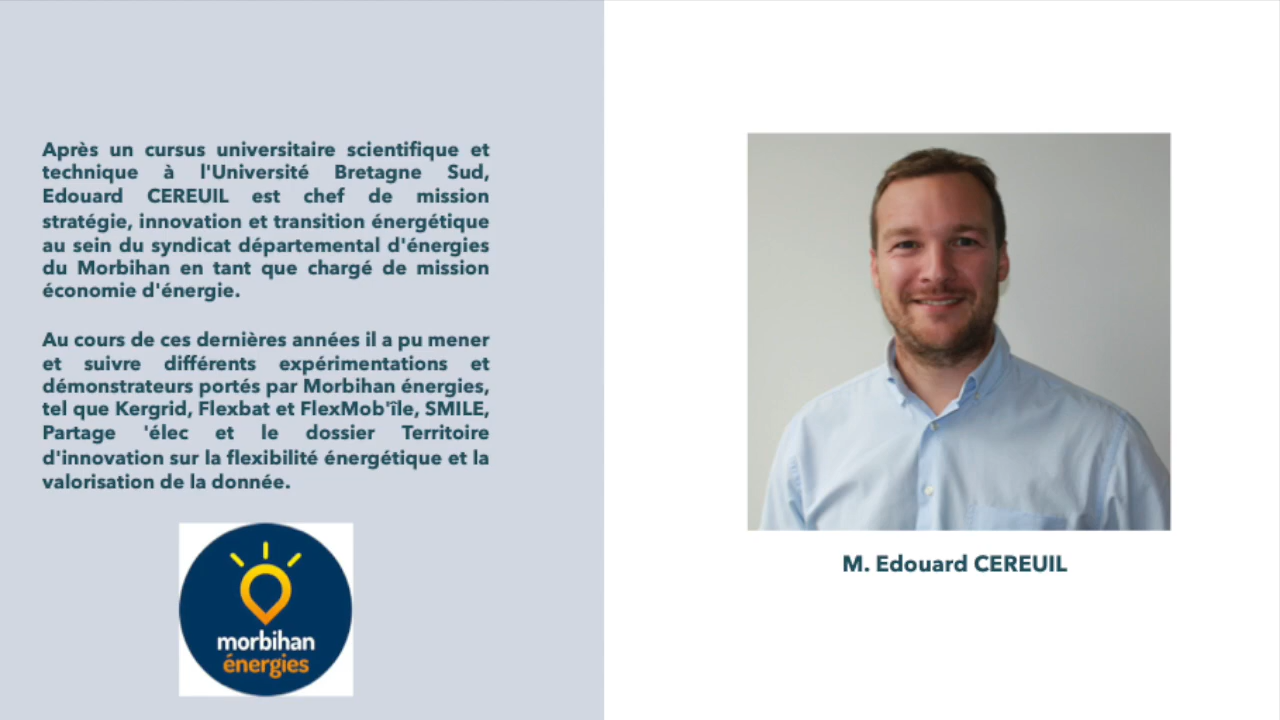 Après un cursus universitaire scientifique et
technique à l'Université Bretagne Sud,
Edouard CEREUIL est chef de mission
stratégie, innovation et transition énergétique
au sein du syndicat départemental d'énergies
du Morbihan en tant que chargé de mission
économie d'énergie.
Au cours de ces dernières années il a pu mener
et suivre différents expérimentations et
démonstrateurs portés par Morbihan énergies,
tel que Kergrid, Flexbat et FlexMob'île, SMILE,
Partage 'élec et le dossier Territoire
d'innovation sur la flexibilité énergétique et la
valorisation de la donnée.
morbihan
énergies
M. Edouard CEREUIL